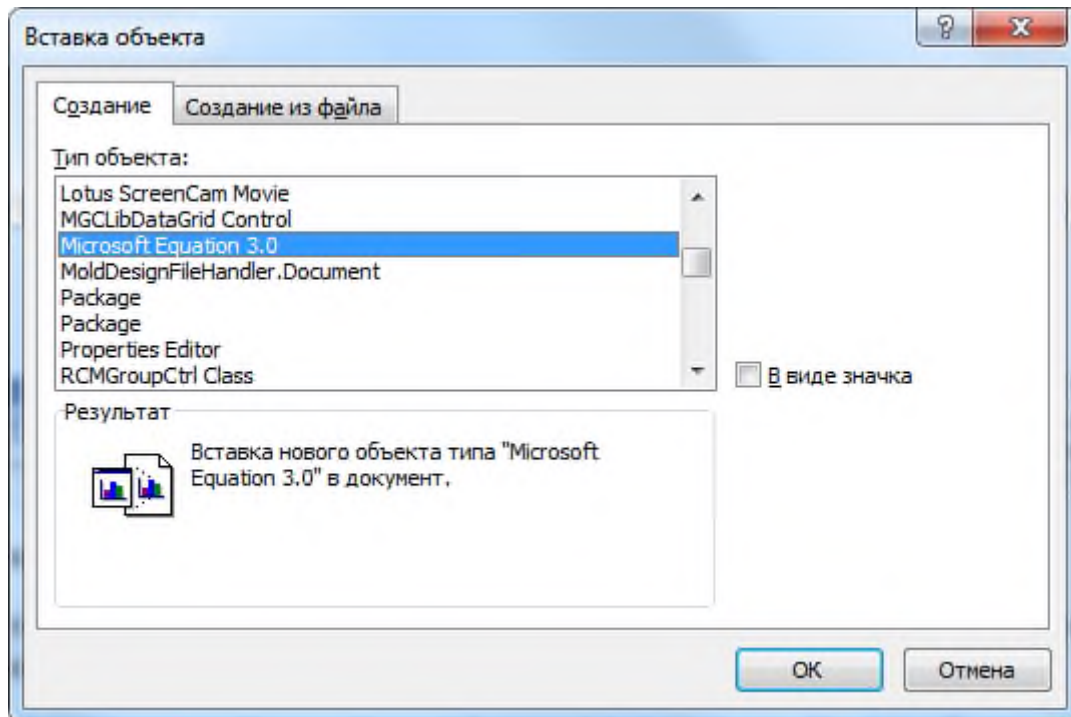 Вставка объекта
Создание
Создание из файла
Тип объекта:
Lotus ScreenCam Movie
MGCLibDataGrid Control
Microsoft Equation 3.0
MoldDesignFileHandler.Document
Package
Package
Properties Editor
RCMGroupCtrl Class
В виде значка
Результат
Вставка нового объекта типа "Microsoft
Equation 3.0" в документ.
ОК
Отмена